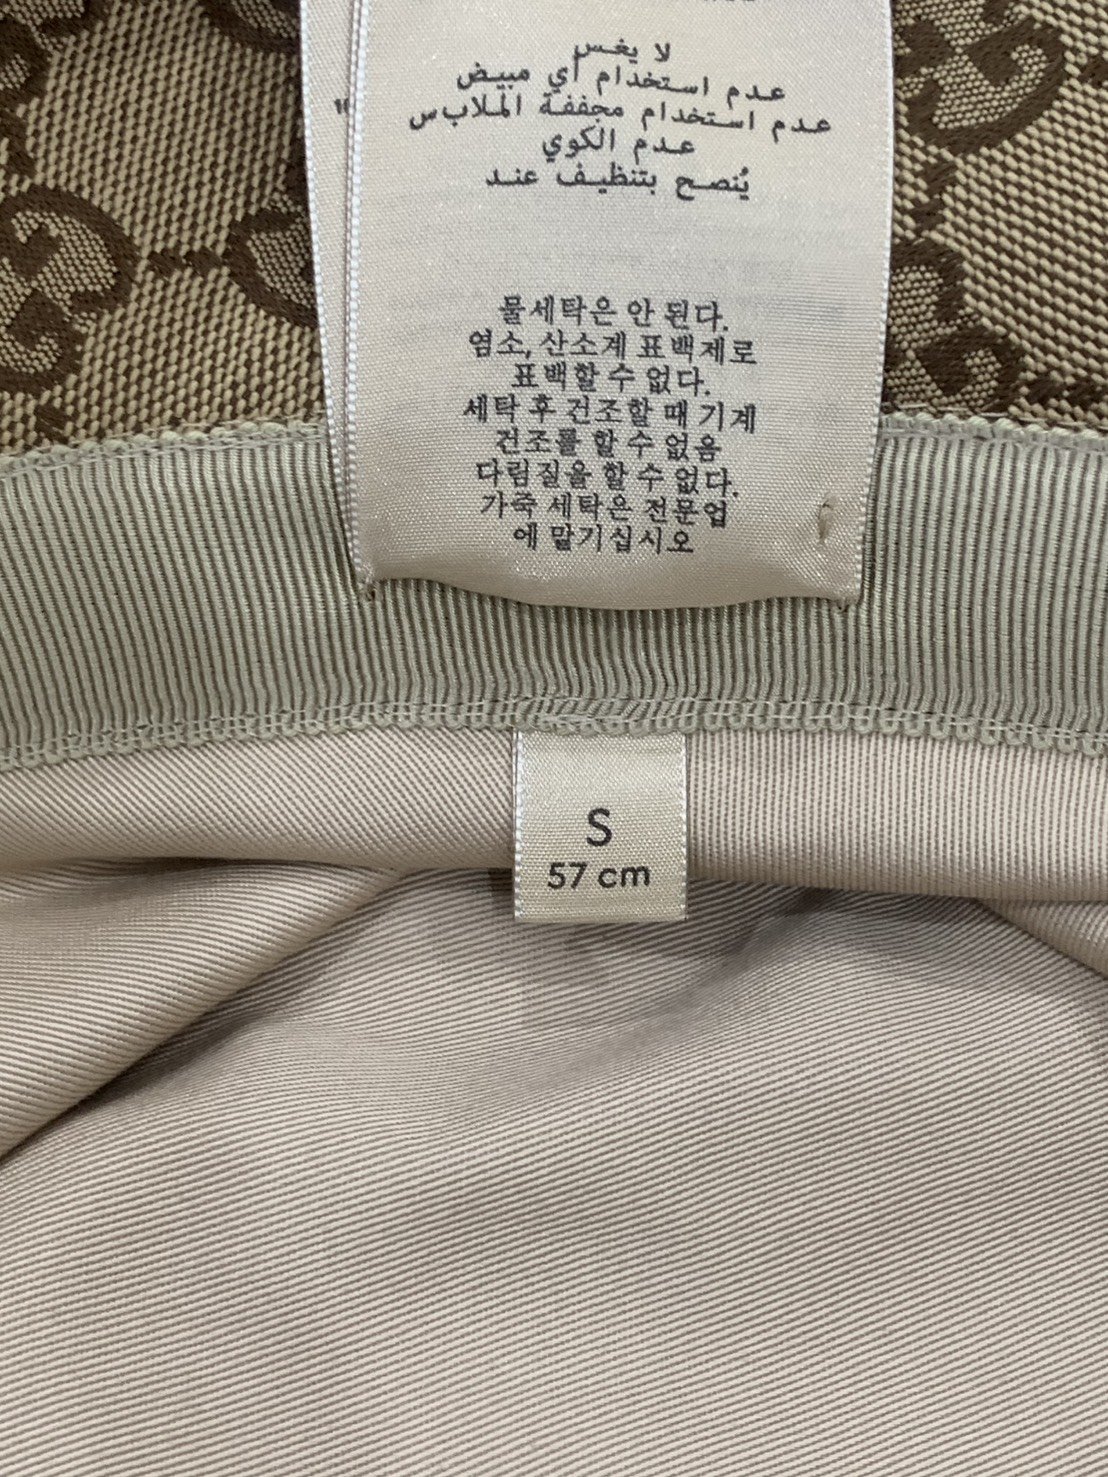 لا يغس
عدم استخدام أي مبيض
عدم استخدام مجففة الملابس
عدم الكوي
يُنصح بتنظيف عند
물세탁은 안 된다.
염소, 산소계 표백제로
표백할 수 없다.
세탁 후 건조할 때 기계
건조를 할 수 없음
다림질을 할 수 없다.
가죽 세탁은 전문업
에 맡기십시오
S
57 cm